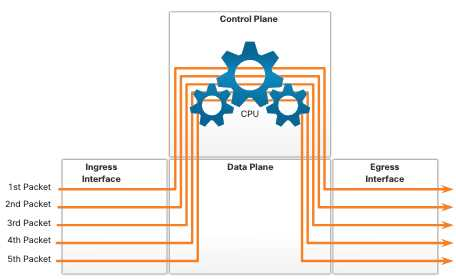 Control Plane
CPU
Ingress
Interface
Data Plane
Egress
Interface
1st Packet
2nd Packet
3rd Packet
4th Packet
5th Packet